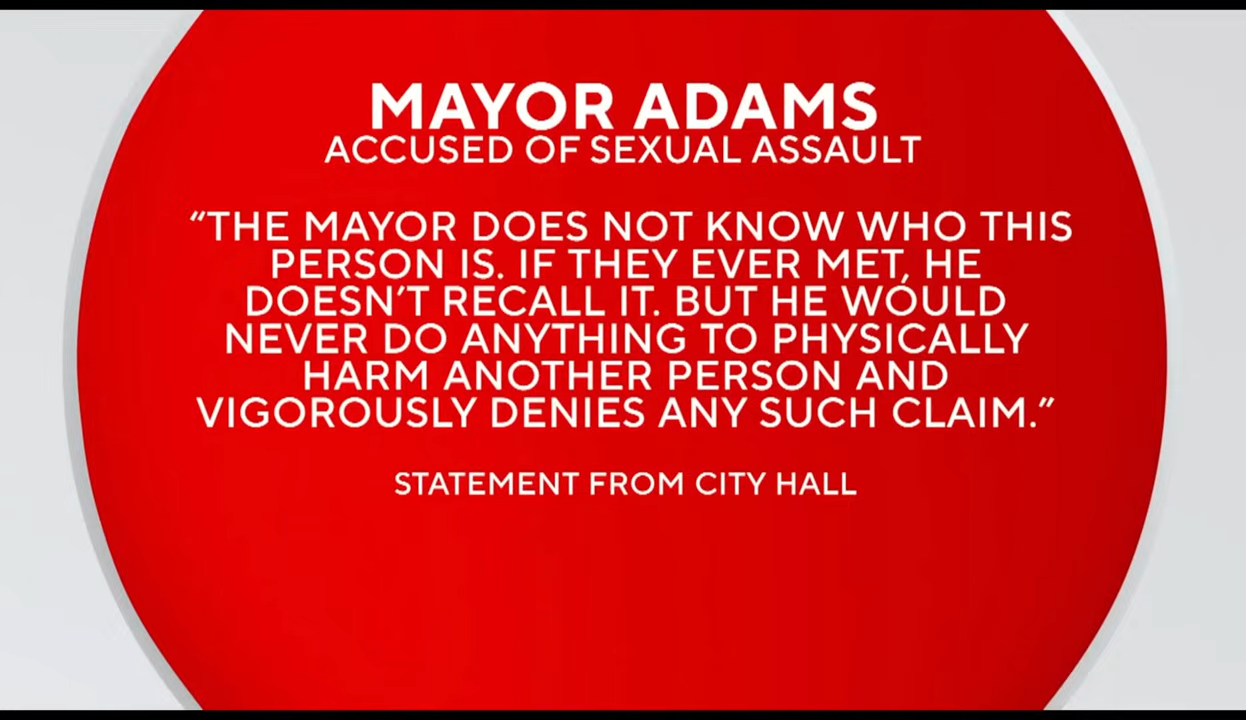 MAYOR ADAMS
ACCUSED OF SEXUAL ASSAULT
“THE MAYOR DOES NOT KNOW WHO THIS
PERSON IS. IF THEY EVER MET, HE
DOESN’T RECALL IT. BUT HE WOULD
NEVER DO ANYTHING TO PHYSICALLY
HARM ANOTHER PERSON AND
VIGOROUSLY DENIES ANY SUCH CLAIM.”
STATEMENT FROM CITY HALL